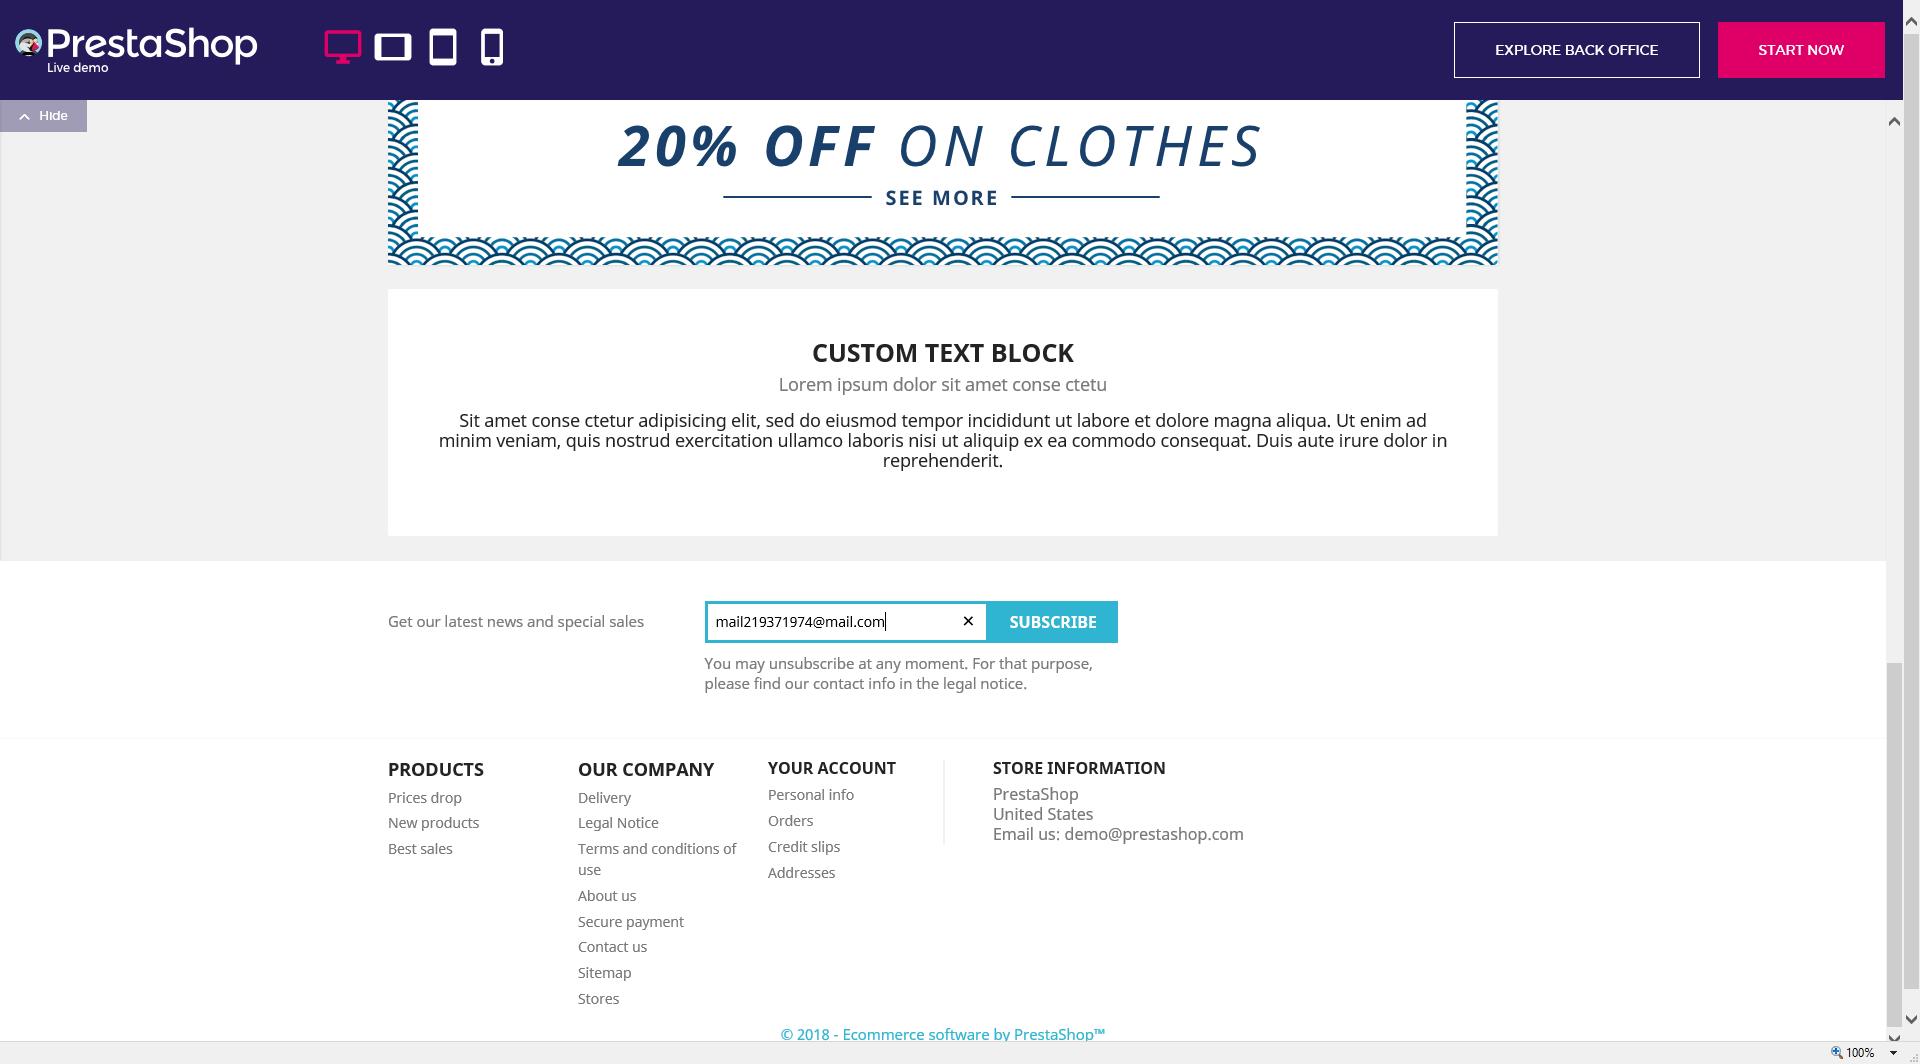 PrestaShop
Live demo
EXPLORE BACK OFFICE
START NOW
Hide
20% OFF ON CLOTHES
SEE MORE
CUSTOM TEXT BLOCK
Lorem ipsum dolor sit amet conse ctetu
Sit amet conse ctetur adipisicing elit, sed do eiusmod tempor incididunt ut labore et dolore magna aliqua. Ut enim ad
minim veniam, quis nostrud exercitation ullamco laboris nisi ut aliquip ex ea commodo consequat. Duis aute irure dolor in
reprehenderit.
Get our latest news and special sales
mail219371974@mail.com
SUBSCRIBE
You may unsubscribe at any moment. For that purpose,
please find our contact info in the legal notice.
PRODUCTS
Prices drop
New products
Best sales
OUR COMPANY
Delivery
Legal Notice
Terms and conditions of
use
About us
Secure payment
Contact us
Sitemap
Stores
YOUR ACCOUNT
Personal info
Orders
Credit slips
Addresses
STORE INFORMATION
PrestaShop
United States
Email us: demo@prestashop.com
© 2018 - Ecommerce software by PrestaShop™
100%